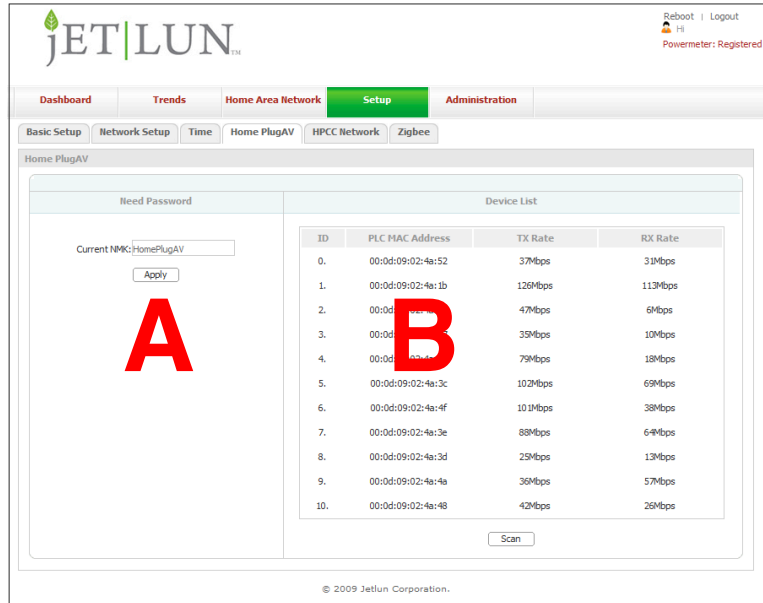 JET|LUN TM
Reboot | Logout
Hi
Powermeter: Registered
Dashboard Trends Home Area Network Setup Administration
Basic Setup Network Setup Time Home PlugAV HPCC Network Zigbee
Home PlugAV
Need Password
Current NMK: HomePlugAV
Apply
A
Device List
ID PLC MAC Address TX Rate RX Rate
0. 00:0d:09:02:4a:52 37Mbps 31Mbps
1. 00:0d:09:02:4a:1b 126Mbps 113Mbps
2. 47Mbps 6Mbps
3. 35Mbps 10Mbps
4. 79Mbps 18Mbps
5. 00:0d:09:02:4a:3c 102Mbps 69Mbps
6. 00:0d:09:02:4a:4f 101Mbps 38Mbps
7. 00:0d:09:02:4a:3e 88Mbps 64Mbps
8. 00:0d:09:02:4a:3d 25Mbps 13Mbps
9. 00:0d:09:02:4a:4a 36Mbps 57Mbps
10. 00:0d:09:02:4a:48 42Mbps 26Mbps
B
Scan
© 2009 Jetlun Corporation.